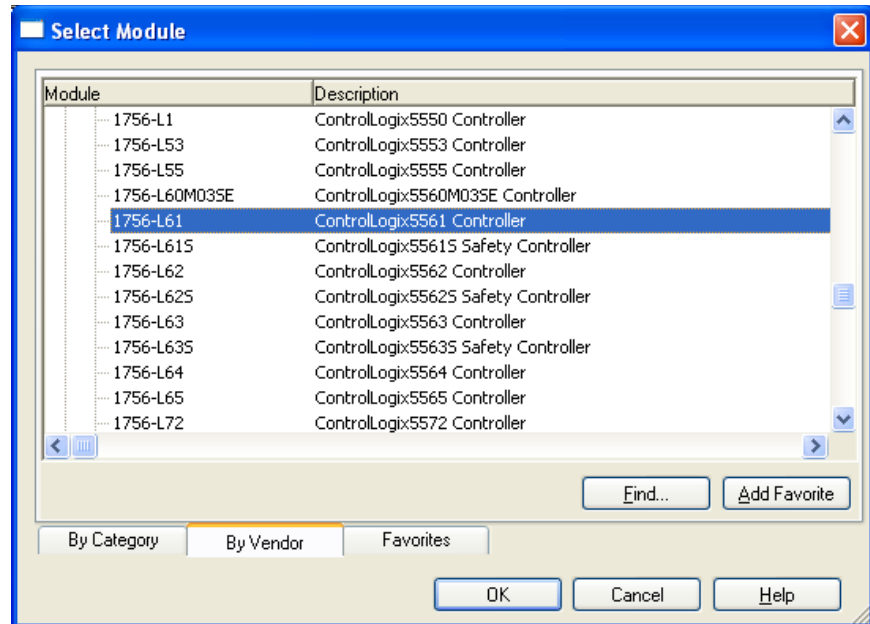 Select Module
Module Description
1756-L1 ControlLogix5550 Controller
1756-L53 ControlLogix5553 Controller
1756-L55 ControlLogix5555 Controller
1756-L60M03SE ControlLogix5560M03SE Controller
1756-L61 ControlLogix5561 Controller
1756-L61S ControlLogix5561S Safety Controller
1756-L62 ControlLogix5562 Controller
1756-L62S ControlLogix5562S Safety Controller
1756-L63 ControlLogix5563 Controller
1756-L63S ControlLogix5563S Safety Controller
1756-L64 ControlLogix5564 Controller
1756-L65 ControlLogix5565 Controller
1756-L72 ControlLogix5572 Controller
Find... Add Favorite
By Category By Vendor Favorites
OK Cancel Help